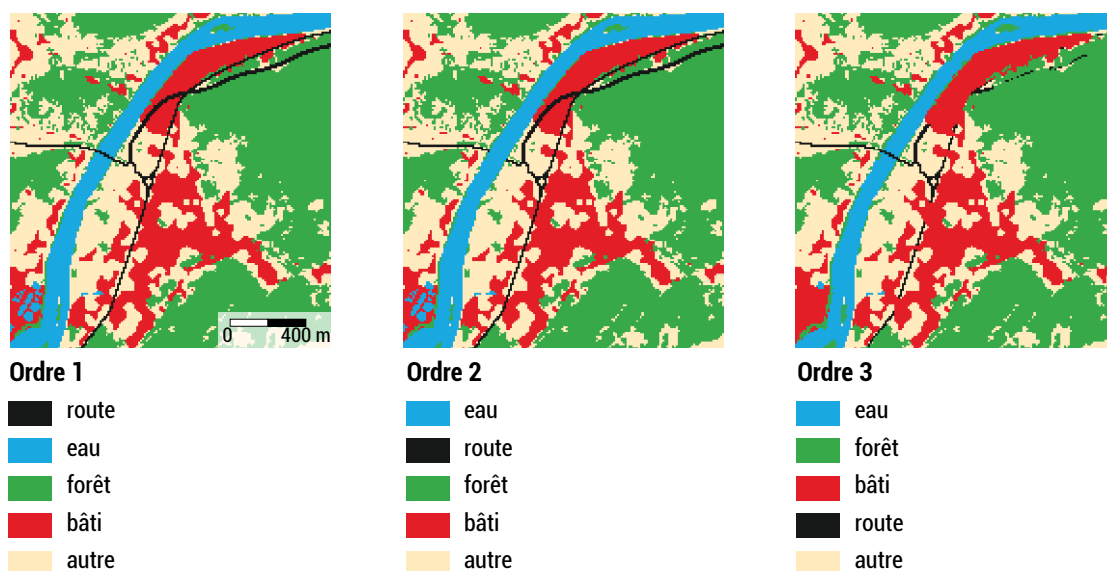 0 400 m
Ordre 1
route
eau
forêt
bâti
autre
Ordre 2
eau
route
forêt
bâti
autre
Ordre 3
eau
forêt
bâti
route
autre